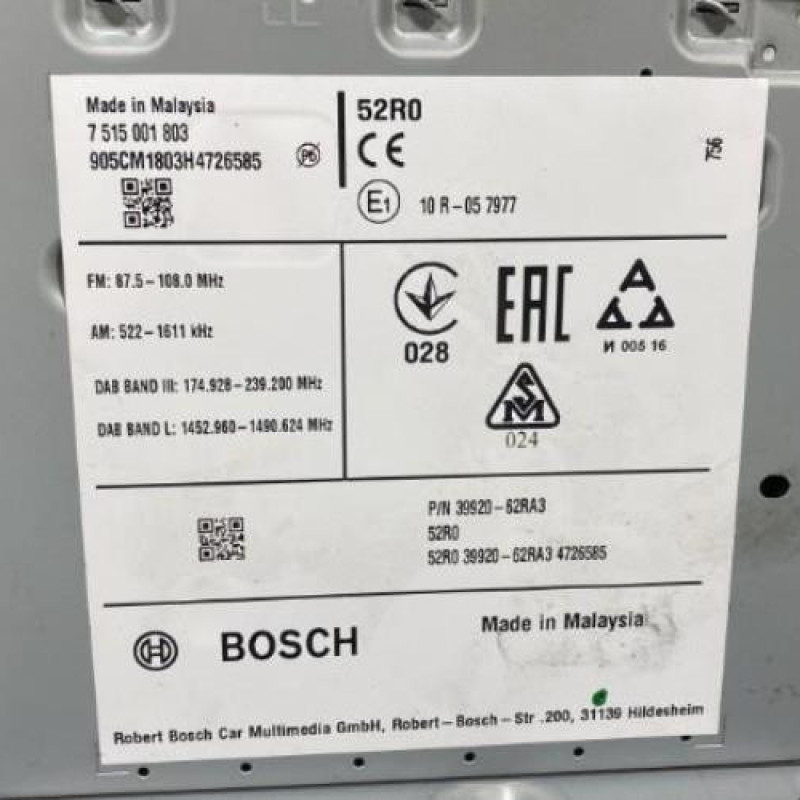 Made in Malaysia
7 515 001 803
905CM1803H4726585
Pb
52R0
CE
E1
10 R-05 7977
756
FM: 87.5-108.0 MHz
AM: 522-1611 kHz
DAB BAND III: 174.928-239.200 MHz
DAB BAND L: 1452.960-1490.624 MHz
028
EAC
И 005 16
SM
024
P/N 39920-62RA3
52R0
52R0 39920-62RA3 4726585
BOSCH
Made in Malaysia
Robert Bosch Car Multimedia GmbH, Robert-Bosch-Str .200, 31139 Hildesheim